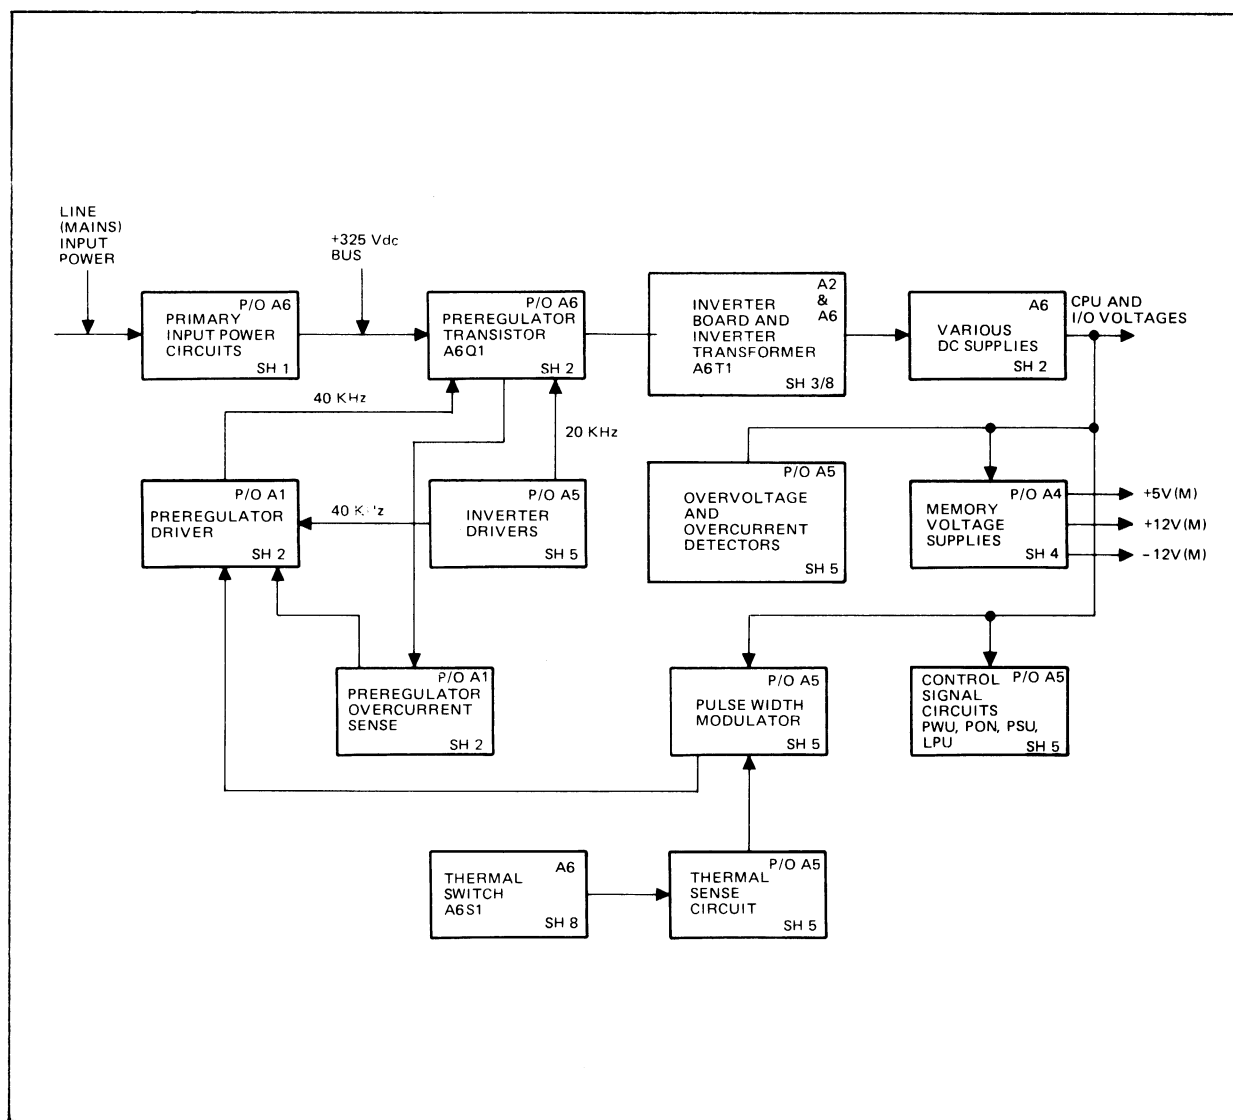 LINE
(MAINS)
INPUT
POWER
+325 Vdc
BUS
P/O A6
PRIMARY
INPUT POWER
CIRCUITS
SH 1
P/O A6
PREREGULATOR
TRANSISTOR
A6Q1
SH 2
A2
&
A6
INVERTER
BOARD AND
INVERTER
TRANSFORMER
A6T1
SH 3/8
A6
VARIOUS
DC SUPPLIES
SH 2
CPU AND
I/O VOLTAGES
40 KHz
20 KHz
P/O A1
PREREGULATOR
DRIVER
SH 2
40 KHz
P/O A5
INVERTER
DRIVERS
SH 5
P/O A5
OVERVOLTAGE
AND
OVERCURRENT
DETECTORS
SH 5
P/O A4
MEMORY
VOLTAGE
SUPPLIES
SH 4
+5V(M)
+12V(M)
-12V(M)
P/O A1
PREREGULATOR
OVERCURRENT
SENSE
SH 2
P/O A5
PULSE WIDTH
MODULATOR
SH 5
CONTROL P/O A5
SIGNAL
CIRCUITS
PWU, PON, PSU,
LPU
SH 5
A6
THERMAL
SWITCH
A6S1
SH 8
P/O A5
THERMAL
SENSE
CIRCUIT
SH 5